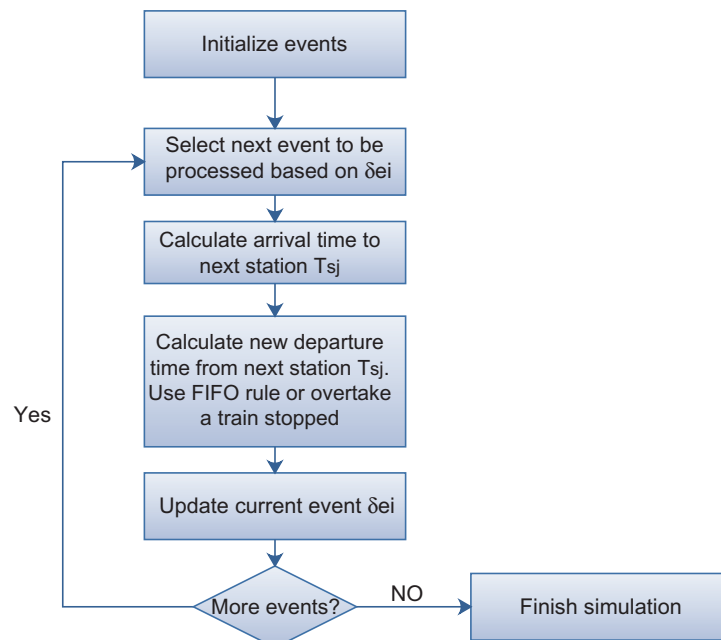 Initialize events
Select next event to be
processed based on δei
Calculate arrival time to
next station Tsj
Calculate new departure
time from next station Tsj.
Use FIFO rule or overtake
a train stopped
Yes
Update current event δei
More events?
NO
Finish simulation